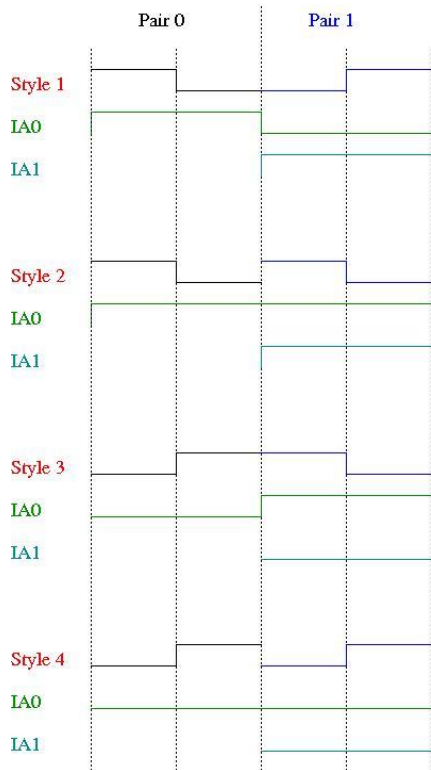 Pair 0 Pair 1
Style 1
IA0
IA1
Style 2
IA0
IA1
Style 3
IA0
IA1
Style 4
IA0
IA1